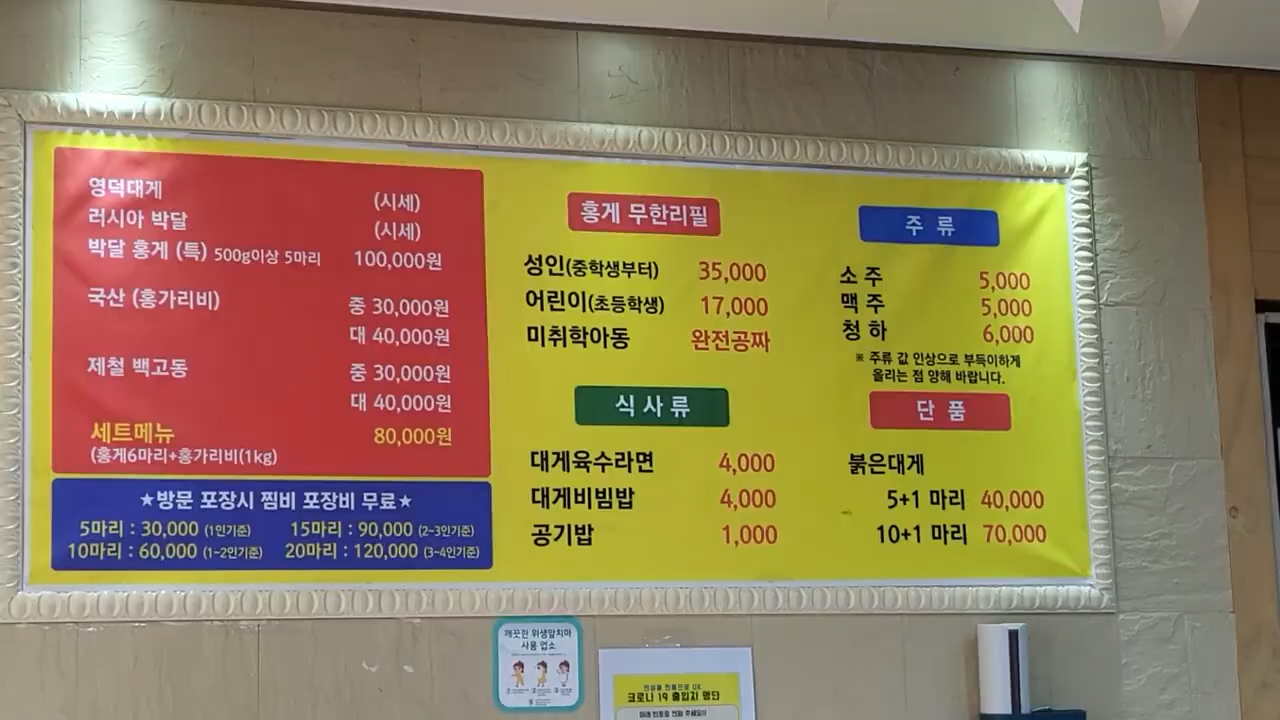 영덕대게 (시세)
러시아 박달 (시세)
박달 홍게 (특) 500g이상 5마리 100,000원
국산 (홍가리비) 중 30,000원
대 40,000원
제철 백고동 중 30,000원
대 40,000원
세트메뉴 80,000원
(홍게6마리+홍가리비(1kg)
★방문 포장시 찜비 포장비 무료★
5마리 : 30,000 (1인기준) 15마리 : 90,000 (2~3인기준)
10마리 : 60,000 (1~2인기준) 20마리 : 120,000 (3~4인기준)
홍게 무한리필
성인(중학생부터) 35,000
어린이(초등학생) 17,000
미취학아동 완전공짜
식사류
대게육수라면 4,000
대게비빔밥 4,000
공기밥 1,000
주 류
소 주 5,000
맥 주 5,000
청 하 6,000
※ 주류 값 인상으로 부득이하게
올리는 점 양해 바랍니다.
단 품
붉은대게
5+1 마리 40,000
10+1 마리 70,000
깨끗한 위생앞치마
사용 업소
코로나 19 출입자 명단